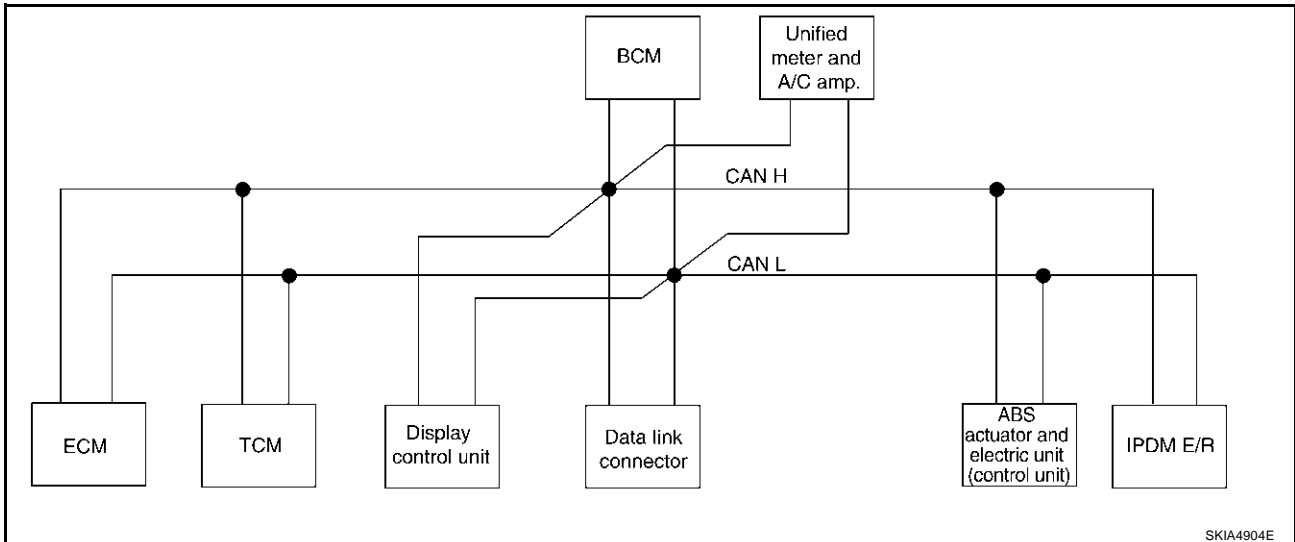 BCM
Unified
meter and
A/C amp.
CAN H
CAN L
ECM
TCM
Display
control unit
Data link
connector
ABS
actuator and
electric unit
(control unit)
IPDM E/R
SKIA4904E